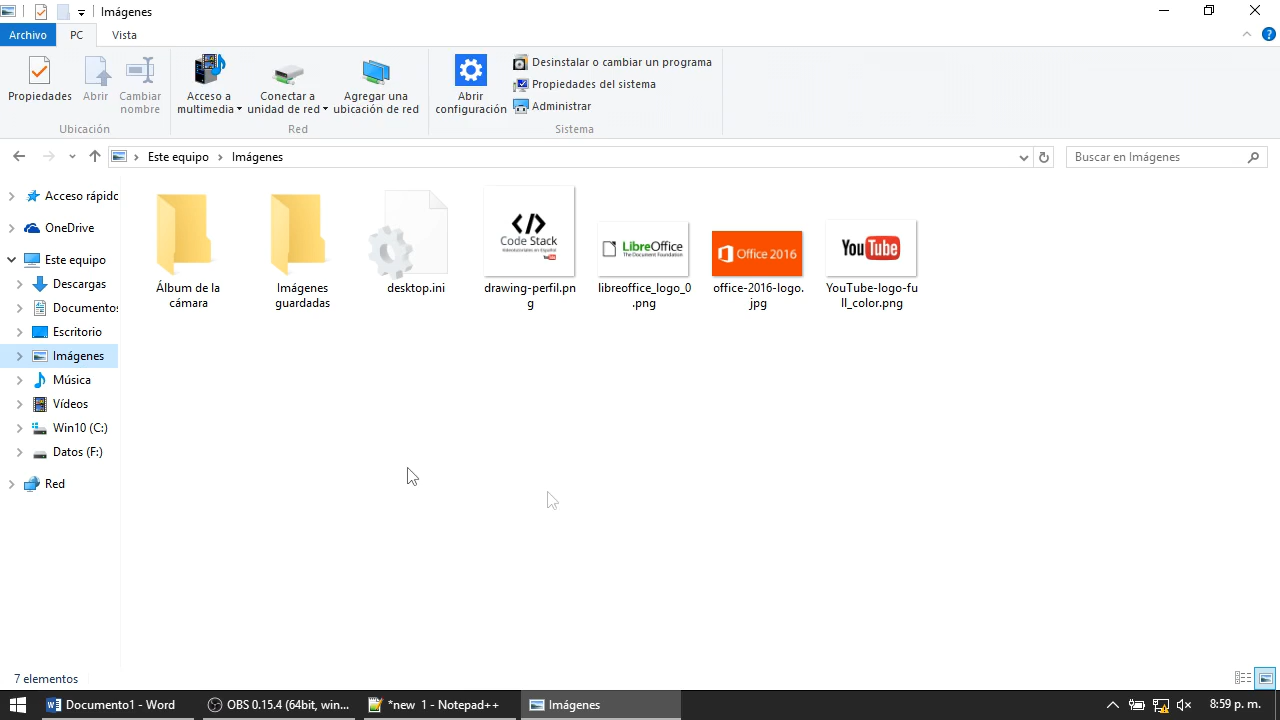 Imágenes
Archivo
PC
Vista
Propiedades
Abrir
Cambiar nombre
Ubicación
Acceso a multimedia
Conectar a unidad de red
Agregar una ubicación de red
Red
Abrir configuración
Desinstalar o cambiar un programa
Propiedades del sistema
Administrar
Sistema
Este equipo > Imágenes
Buscar en Imágenes
Acceso rápido
OneDrive
Este equipo
Descargas
Documentos
Escritorio
Imágenes
Música
Vídeos
Win10 (C:)
Datos (F:)
Red
Álbum de la cámara
Imágenes guardadas
desktop.ini
Code Stack
drawing-perfil.png
LibreOffice
The Document Foundation
libreoffice_logo_0.png
Office 2016
office-2016-logo.jpg
YouTube
YouTube-logo-full_color.png
7 elementos
Documento1 - Word
OBS 0.15.4 (64bit, win...
*new 1 - Notepad++
Imágenes
8:59 p. m.